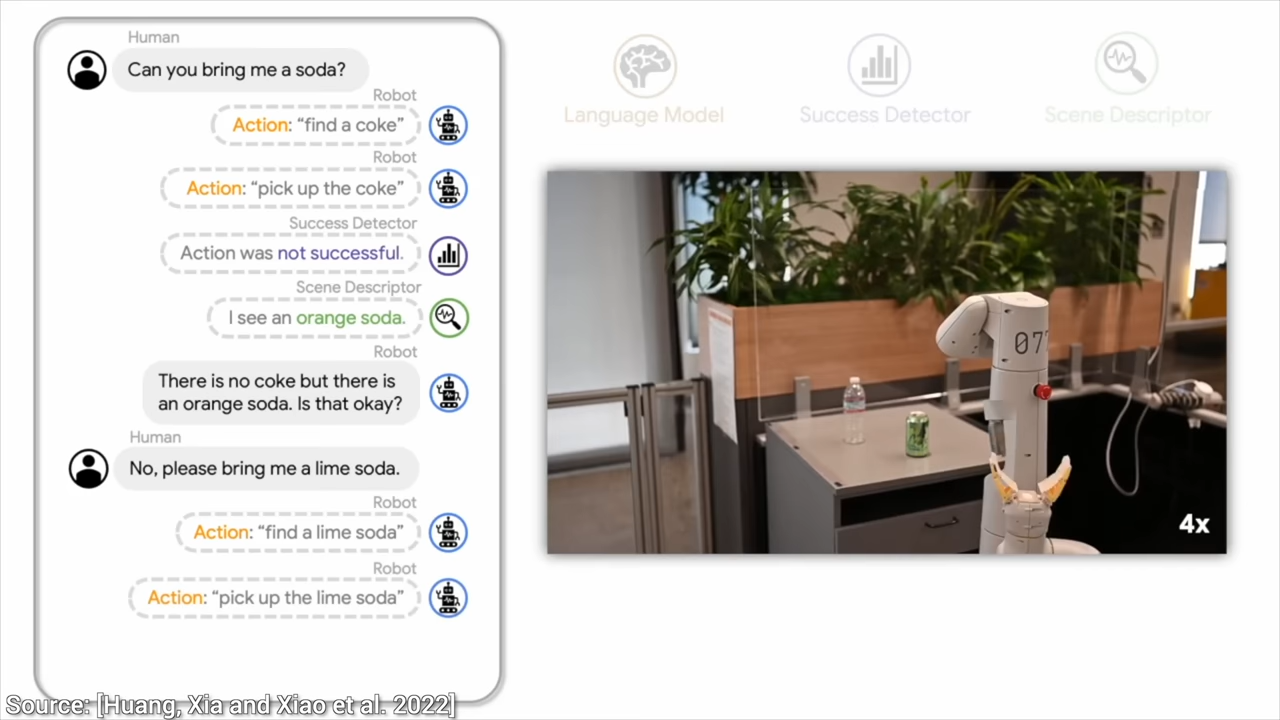 Human
Can you bring me a soda?
Robot
Action: “find a coke”
Robot
Action: “pick up the coke”
Success Detector
Action was not successful.
Scene Descriptor
I see an orange soda.
Robot
There is no coke but there is
an orange soda. Is that okay?
Human
No, please bring me a lime soda.
Robot
Action: “find a lime soda”
Robot
Action: “pick up the lime soda”
Language Model
Success Detector
Scene Descriptor
07
4x
Source: [Huang, Xia and Xiao et al. 2022]